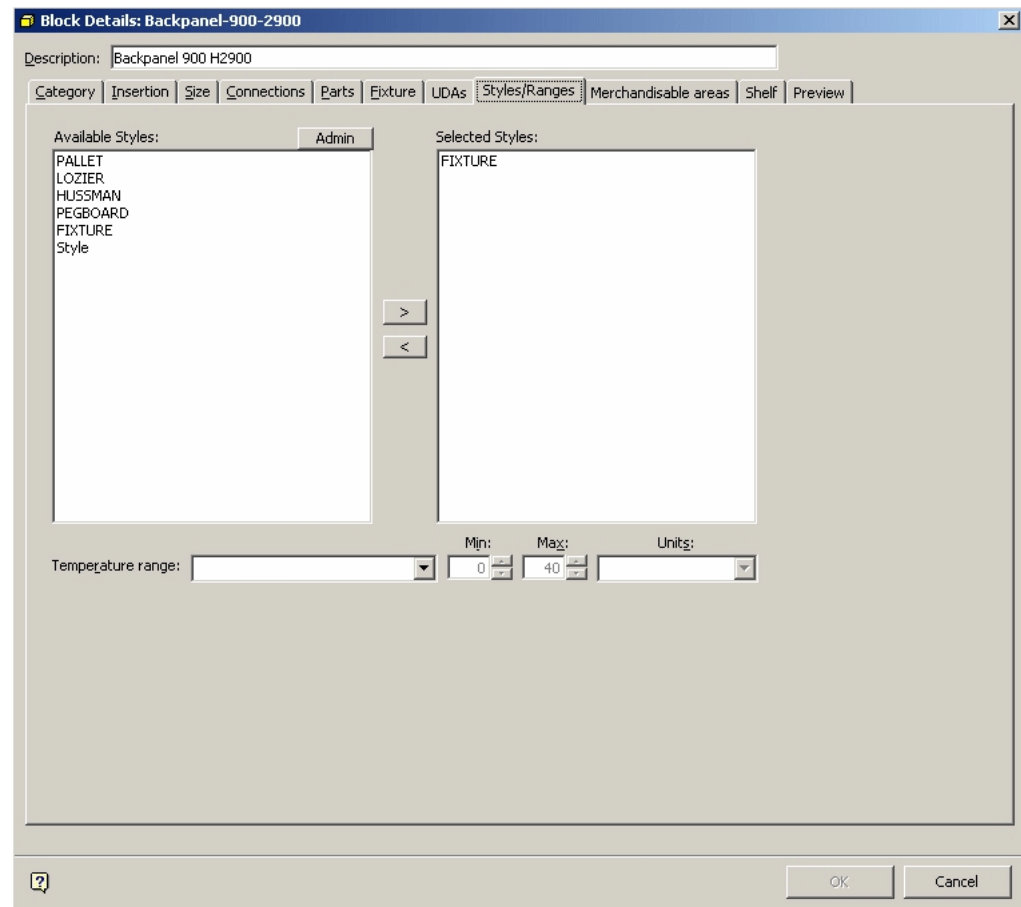 Block Details: Backpanel-900-2900
Description: Backpanel 900 H2900
Category Insertion Size Connections Parts Fixture UDAs Styles/Ranges Merchandisable areas Shelf Preview
Available Styles: Admin Selected Styles:
PALLET FIXTURE
LOZIER
HUSSMAN
PEGBOARD
FIXTURE
Style
>
<
Min: Max: Units:
Temperature range: 0 40
? OK Cancel